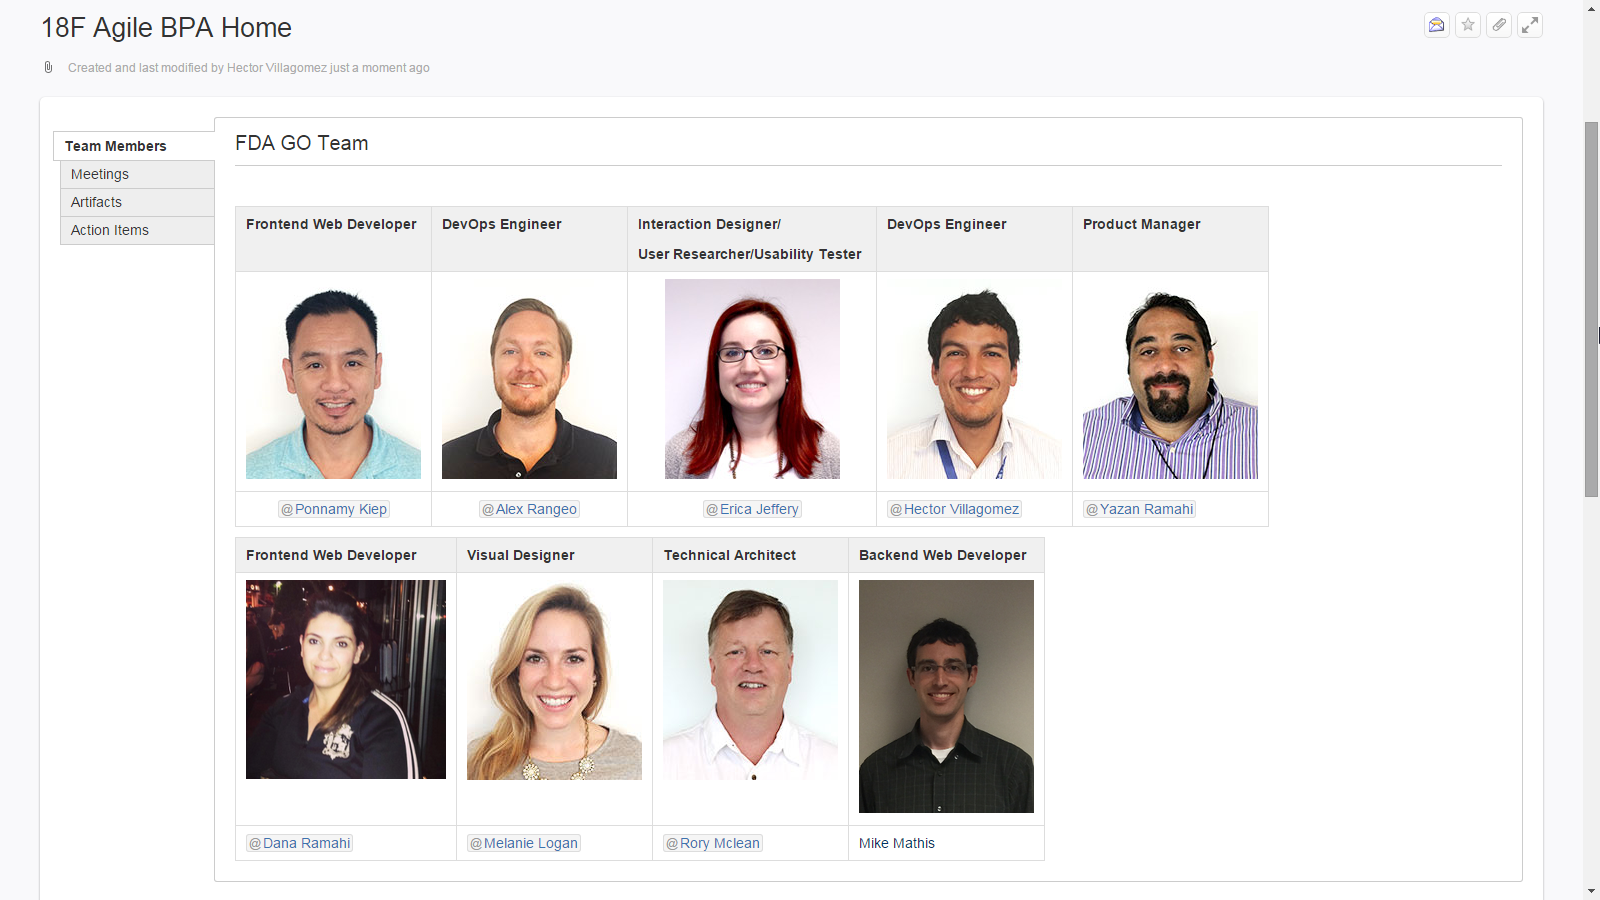 18F Agile BPA Home
Created and last modified by Hector Villagomez just a moment ago
Team Members
Meetings
Artifacts
Action Items
FDA GO Team
Frontend Web Developer
DevOps Engineer
Interaction Designer/
User Researcher/Usability Tester
DevOps Engineer
Product Manager
@Ponnamy Kiep
@Alex Rangeo
@Erica Jeffery
@Hector Villagomez
@Yazan Ramahi
Frontend Web Developer
Visual Designer
Technical Architect
Backend Web Developer
@Dana Ramahi
@Melanie Logan
@Rory Mclean
Mike Mathis